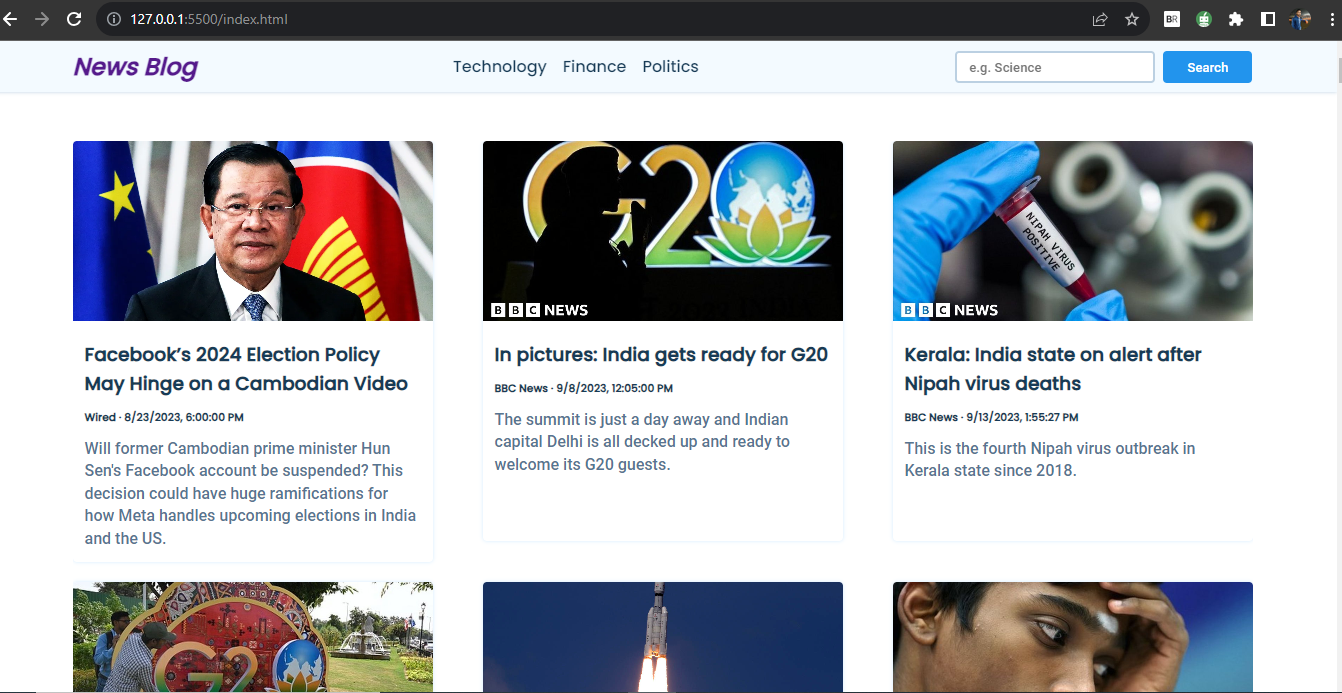 127.0.0.1:5500/index.html
BR
News Blog
Technology Finance Politics
e.g. Science
Search
G20
BBC NEWS
NIPAH VIRUS
POSITIVE
BBC NEWS
Facebook’s 2024 Election Policy
May Hinge on a Cambodian Video
Wired · 8/23/2023, 6:00:00 PM
Will former Cambodian prime minister Hun
Sen's Facebook account be suspended? This
decision could have huge ramifications for
how Meta handles upcoming elections in India
and the US.
In pictures: India gets ready for G20
BBC News · 9/8/2023, 12:05:00 PM
The summit is just a day away and Indian
capital Delhi is all decked up and ready to
welcome its G20 guests.
Kerala: India state on alert after
Nipah virus deaths
BBC News · 9/13/2023, 1:55:27 PM
This is the fourth Nipah virus outbreak in
Kerala state since 2018.
G20